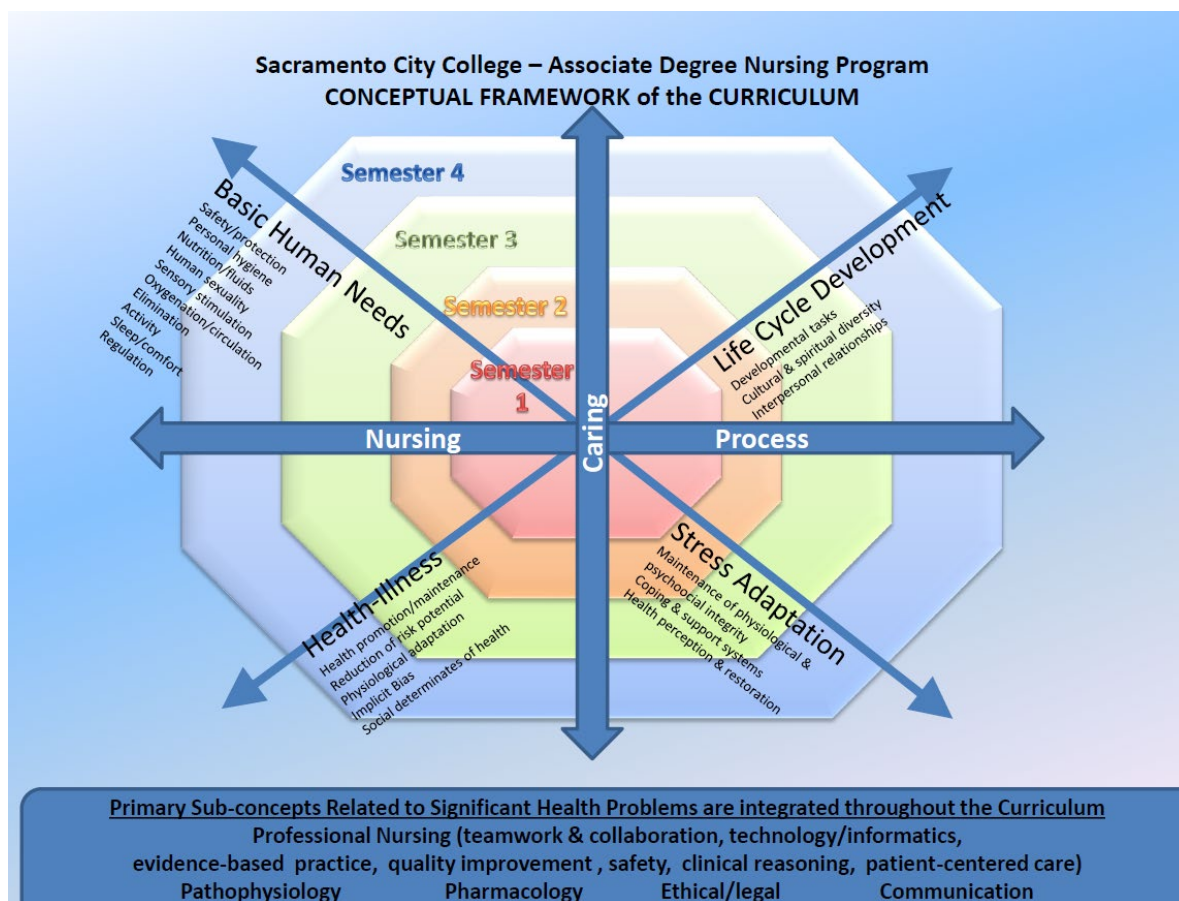 Sacramento City College – Associate Degree Nursing Program
CONCEPTUAL FRAMEWORK of the CURRICULUM
Semester 4
Semester 3
Semester 2
Semester
1
Basic Human Needs
Safety/protection
Personal hygiene
Nutrition/fluids
Human sexuality
Sensory stimulation
Oxygenation/circulation
Elimination
Activity
Sleep/comfort
Regulation
Life Cycle Development
Developmental tasks
Cultural & spiritual diversity
Interpersonal relationships
Nursing
Caring
Process
Health-Illness
Health promotion/maintenance
Reduction of risk potential
Physiological adaptation
Implicit Bias
Social determinates of health
Stress Adaptation
Maintenance of physiological &
psychoocial integrity
Coping & support systems
Health perception & restoration
Primary Sub-concepts Related to Significant Health Problems are integrated throughout the Curriculum
Professional Nursing (teamwork & collaboration, technology/informatics,
evidence-based practice, quality improvement , safety, clinical reasoning, patient-centered care)
Pathophysiology Pharmacology Ethical/legal Communication